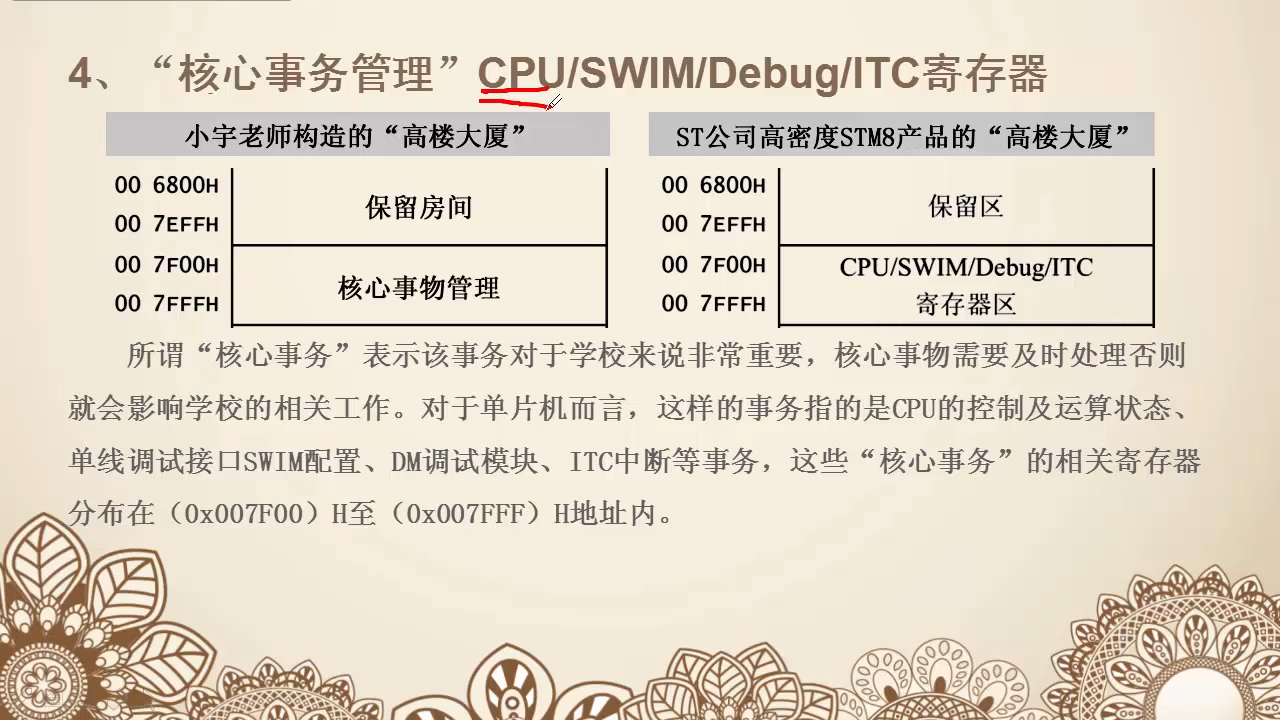 4、“核心事务管理”CPU/SWIM/Debug/ITC寄存器
小宇老师构造的“高楼大厦”
00 6800H
保留房间
00 7EFFH
00 7F00H
核心事物管理
00 7FFFH
ST公司高密度STM8产品的“高楼大厦”
00 6800H
保留区
00 7EFFH
00 7F00H
CPU/SWIM/Debug/ITC
寄存器区
00 7FFFH
所谓“核心事务”表示该事务对于学校来说非常重要，核心事物需要及时处理否则
就会影响学校的相关工作。对于单片机而言，这样的事务指的是CPU的控制及运算状态、
单线调试接口SWIM配置、DM调试模块、ITC中断等事务，这些“核心事务”的相关寄存器
分布在（0x007F00）H至（0x007FFF）H地址内。